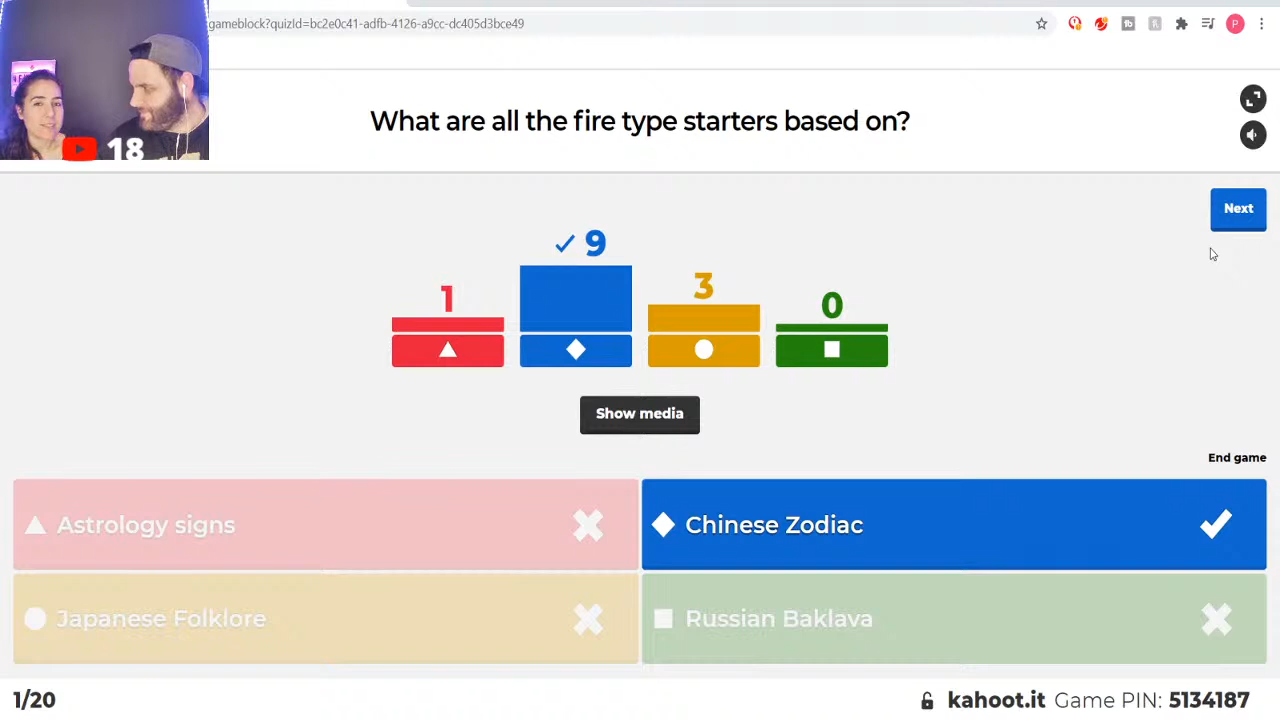 gameblock?quizId=bc2e0c41-adfb-4126-a9cc-dc405d3bce49
P
18
What are all the fire type starters based on?
Next
1
9
3
0
Show media
End game
Astrology signs
Chinese Zodiac
Japanese Folklore
Russian Baklava
1/20
kahoot.it Game PIN: 5134187